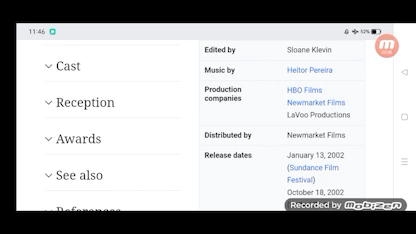 11:46
52%
Cast
Reception
Awards
See also
References
Edited by Sloane Klevin
Music by Heitor Pereira
Production companies HBO Films
Newmarket Films
LaVoo Productions
Distributed by Newmarket Films
Release dates January 13, 2002
(Sundance Film
Festival)
October 18, 2002
Recorded by mobizen